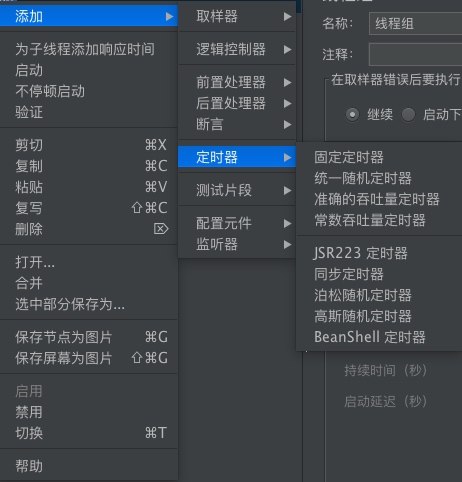 添加
为子线程添加响应时间
启动
不停顿启动
验证
剪切 ⌘X
复制 ⌘C
粘贴 ⌘V
复写 ⇧⌘C
删除 ⌦
打开...
合并
选中部分保存为...
保存节点为图片 ⌘G
保存屏幕为图片 ⇧⌘G
启用
禁用
切换 ⌘T
帮助
取样器
逻辑控制器
前置处理器
后置处理器
断言
定时器
测试片段
配置元件
监听器
固定定时器
统一随机定时器
准确的吞吐量定时器
常数吞吐量定时器
JSR223 定时器
同步定时器
泊松随机定时器
高斯随机定时器
BeanShell 定时器
名称： 线程组
注释：
在取样器错误后要执行
继续 启动下
持续时间（秒）
启动延迟（秒）